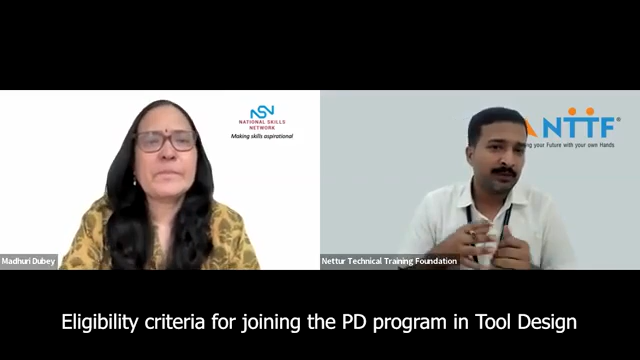 NSN
NATIONAL SKILLS
NETWORK
Making skills aspirational
NTTF®
your Future with your own Hands
Madhuri Dubey
Nettur Technical Training Foundation
Eligibility criteria for joining the PD program in Tool Design